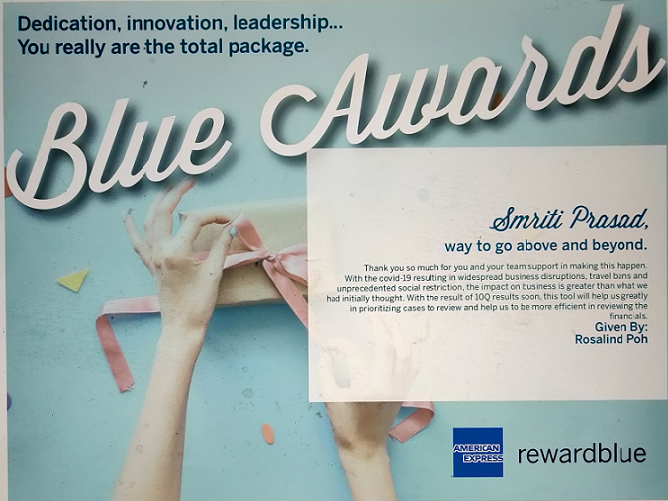 Dedication, innovation, leadership...
You really are the total package.
Blue Awards
Smriti Prasad,
way to go above and beyond.
Thank you so much for you and your team support in making this happen.
With the covid-19 resulting in widespread business disruptions, travel bans and
unprecedented social restriction, the impact on business is greater than what we
had initially thought. With the result of 10Q results soon, this tool will help us greatly
in prioritizing cases to review and help us to be more efficient in reviewing the
financials.
Given By:
Rosalind Poh
AMERICAN
EXPRESS
rewardblue